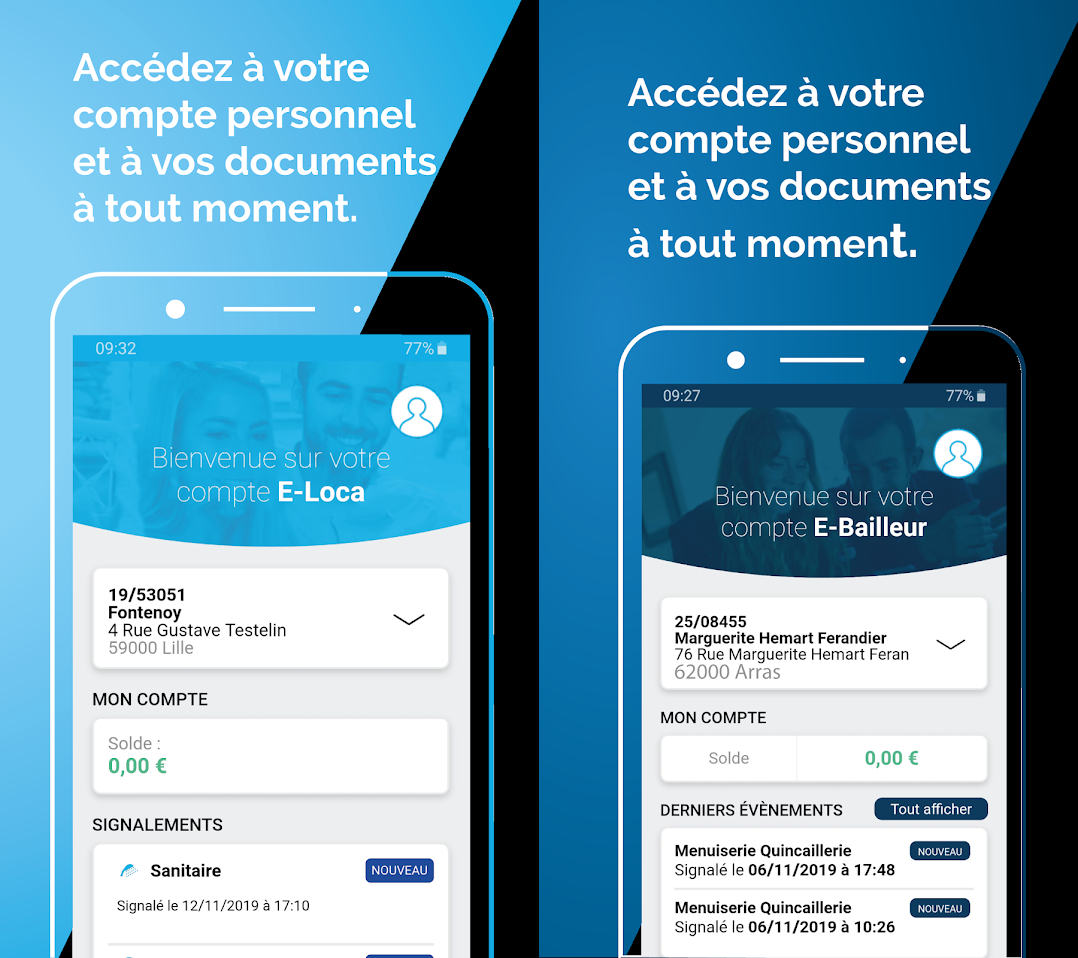 Accédez à votre
compte personnel
et à vos documents
à tout moment.
09:32
77%
Bienvenue sur votre
compte E-Loca
19/53051
Fontenoy
4 Rue Gustave Testelin
59000 Lille
MON COMPTE
Solde :
0,00 €
SIGNALEMENTS
Sanitaire
NOUVEAU
Signalé le 12/11/2019 à 17:10
Accédez à votre
compte personnel
et à vos documents
à tout moment.
09:27
77%
Bienvenue sur votre
compte E-Bailleur
25/08455
Marguerite Hemart Ferandier
76 Rue Marguerite Hemart Feran
62000 Arras
MON COMPTE
Solde
0,00 €
DERNIERS ÉVÈNEMENTS
Tout afficher
Menuiserie Quincaillerie
NOUVEAU
Signalé le 06/11/2019 à 17:48
Menuiserie Quincaillerie
NOUVEAU
Signalé le 06/11/2019 à 10:26